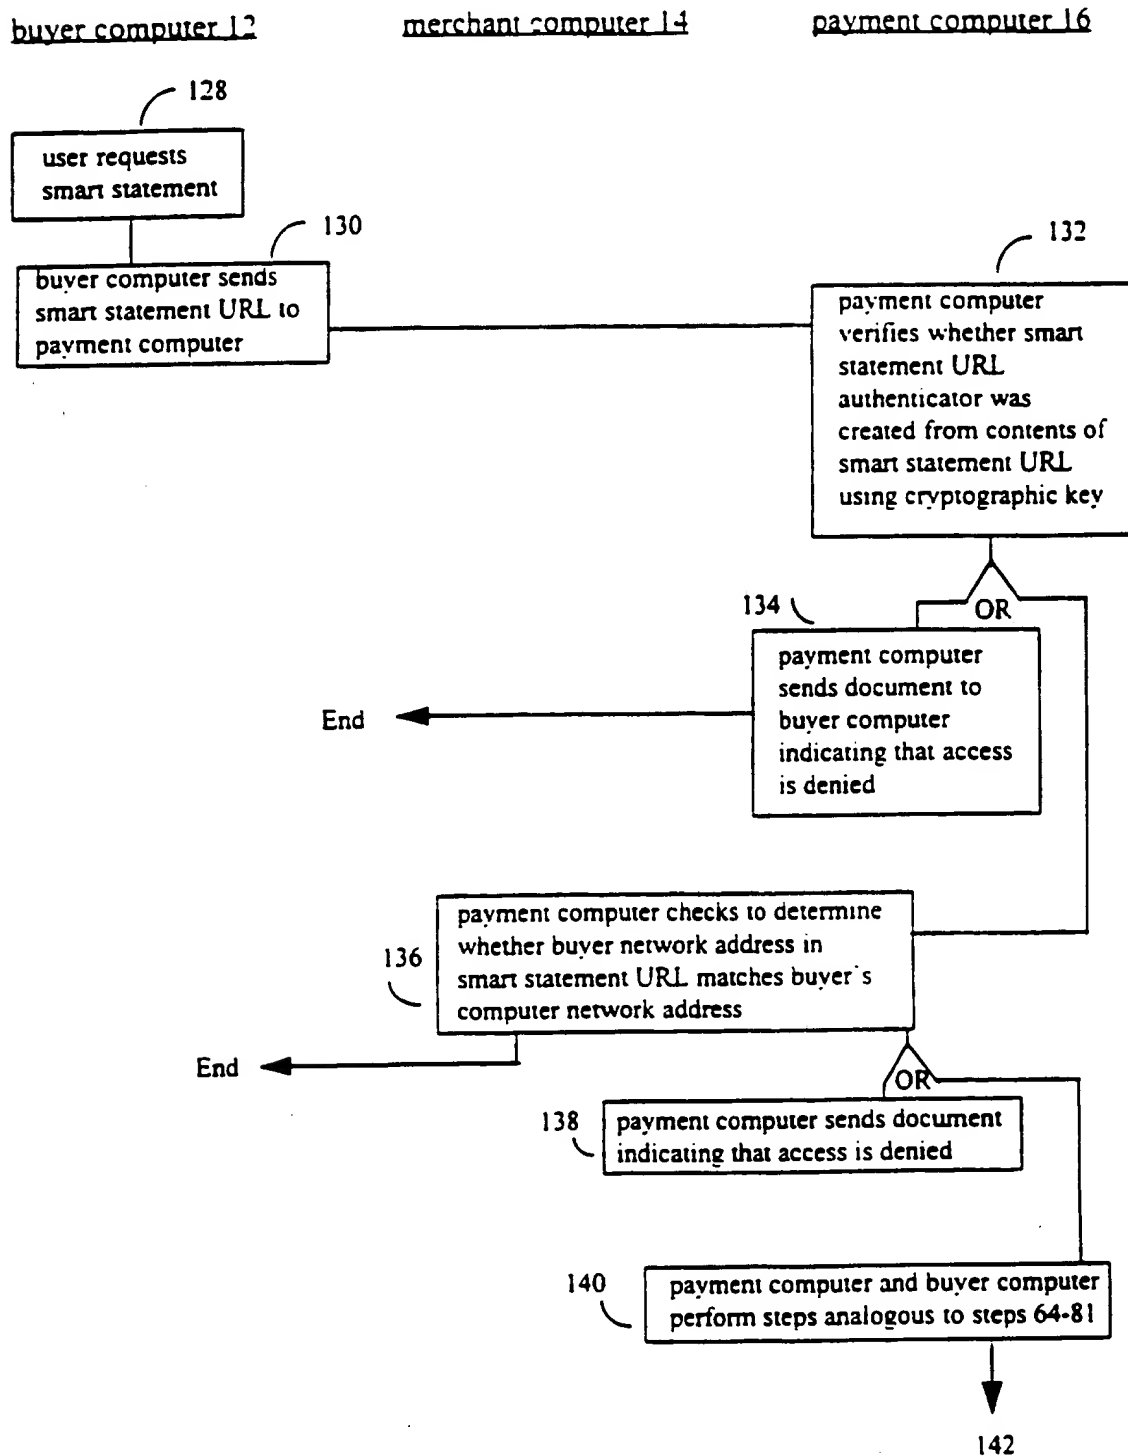 buyer computer 12
merchant computer 14
payment computer 16
128
user requests
smart statement
130
buyer computer sends
smart statement URL to
payment computer
132
payment computer
verifies whether smart
statement URL
authenticator was
created from contents of
smart statement URL
using cryptographic key
OR
134
payment computer
sends document to
buyer computer
indicating that access
is denied
End
136
payment computer checks to determine
whether buyer network address in
smart statement URL matches buyer's
computer network address
End
OR
138
payment computer sends document
indicating that access is denied
140
payment computer and buyer computer
perform steps analogous to steps 64-81
142